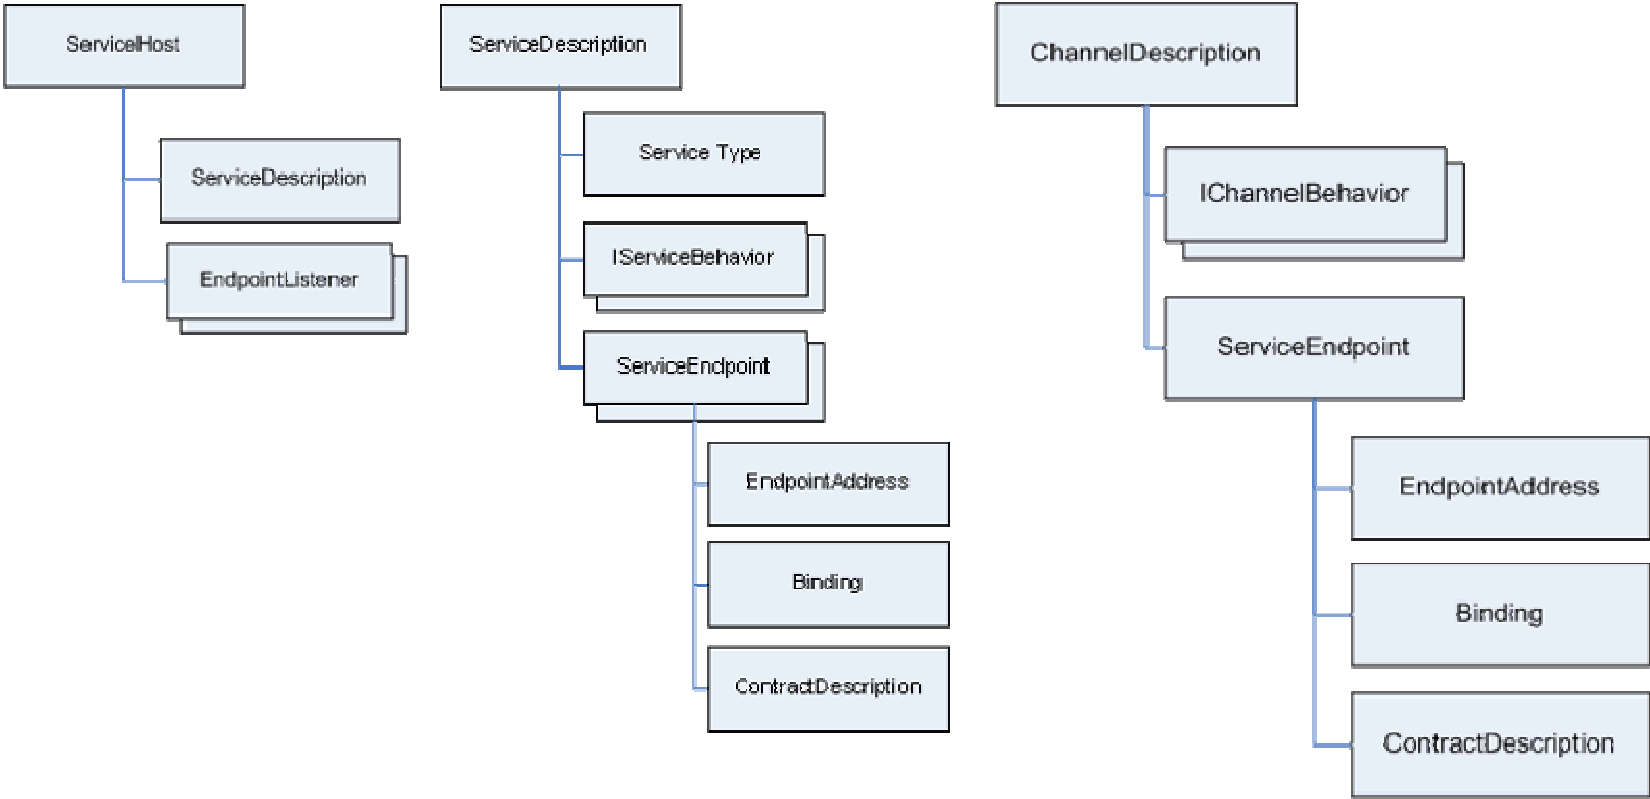 ServiceHost
ServiceDescription
EndpointListener
ServiceDescription
Service Type
IServiceBehavior
ServiceEndpoint
EndpointAddress
Binding
ContractDescription
ChannelDescription
IChannelBehavior
ServiceEndpoint
EndpointAddress
Binding
ContractDescription